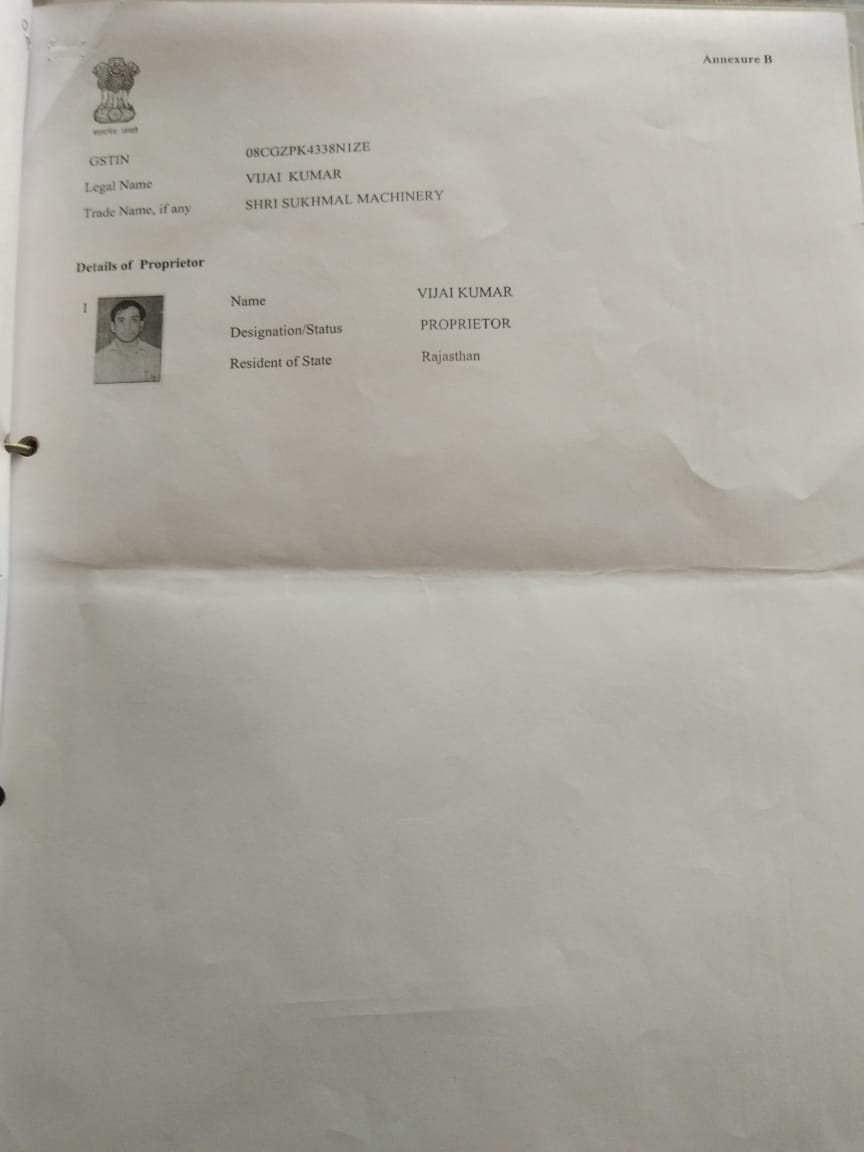 Annexure B
सत्यमेव जयते
GSTIN 08CGZPK4338N1ZE
Legal Name VIJAI KUMAR
Trade Name, if any SHRI SUKHMAL MACHINERY
Details of Proprietor
1
Name VIJAI KUMAR
Designation/Status PROPRIETOR
Resident of State Rajasthan